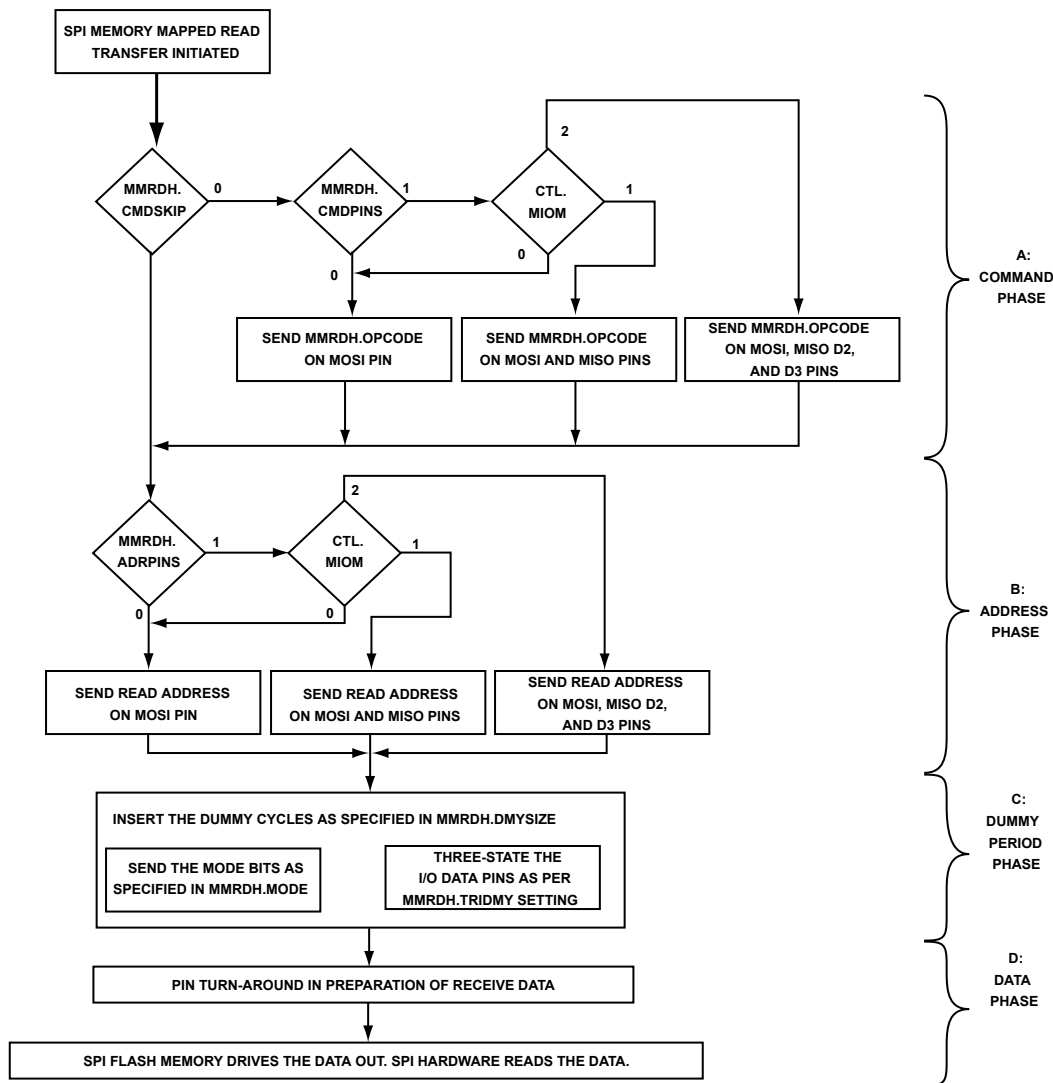 SPI MEMORY MAPPED READ
TRANSFER INITIATED
2
MMRDH.
CMDSKIP
0
MMRDH.
CMDPINS
1
CTL.
MIOM
1
0
0
A:
COMMAND
PHASE
SEND MMRDH.OPCODE
ON MOSI PIN
SEND MMRDH.OPCODE
ON MOSI AND MISO PINS
SEND MMRDH.OPCODE
ON MOSI, MISO D2,
AND D3 PINS
2
MMRDH.
ADRPINS
1
CTL.
MIOM
1
0
0
B:
ADDRESS
PHASE
SEND READ ADDRESS
ON MOSI PIN
SEND READ ADDRESS
ON MOSI AND MISO PINS
SEND READ ADDRESS
ON MOSI, MISO D2,
AND D3 PINS
INSERT THE DUMMY CYCLES AS SPECIFIED IN MMRDH.DMYSIZE
SEND THE MODE BITS AS
SPECIFIED IN MMRDH.MODE
THREE-STATE THE
I/O DATA PINS AS PER
MMRDH.TRIDMY SETTING
C:
DUMMY
PERIOD
PHASE
PIN TURN-AROUND IN PREPARATION OF RECEIVE DATA
D:
DATA
PHASE
SPI FLASH MEMORY DRIVES THE DATA OUT. SPI HARDWARE READS THE DATA.